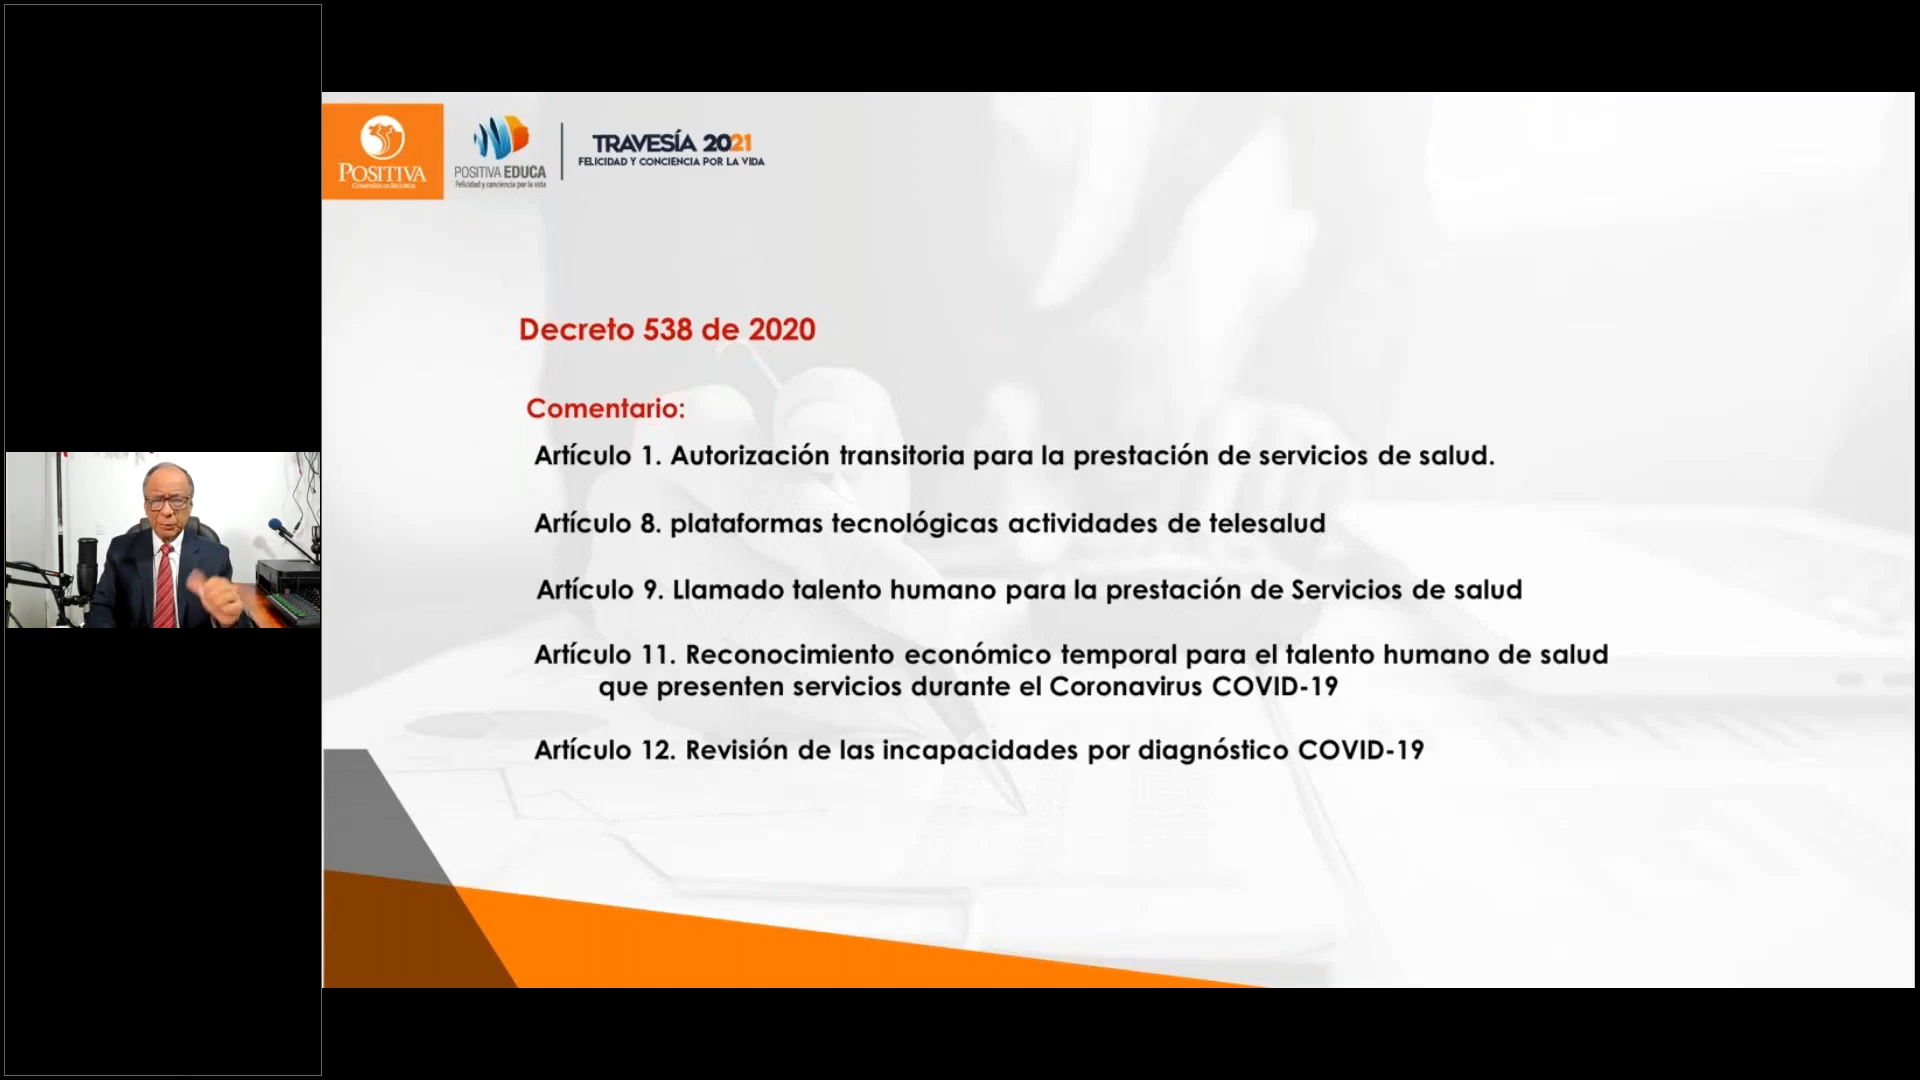 POSITIVA
COMPAÑÍA DE SEGUROS
POSITIVA EDUCA
Felicidad y conciencia por la vida
TRAVESÍA 2021
FELICIDAD Y CONCIENCIA POR LA VIDA
Decreto 538 de 2020
Comentario:
Artículo 1. Autorización transitoria para la prestación de servicios de salud.
Artículo 8. plataformas tecnológicas actividades de telesalud
Artículo 9. Llamado talento humano para la prestación de Servicios de salud
Artículo 11. Reconocimiento económico temporal para el talento humano de salud
que presenten servicios durante el Coronavirus COVID-19
Artículo 12. Revisión de las incapacidades por diagnóstico COVID-19